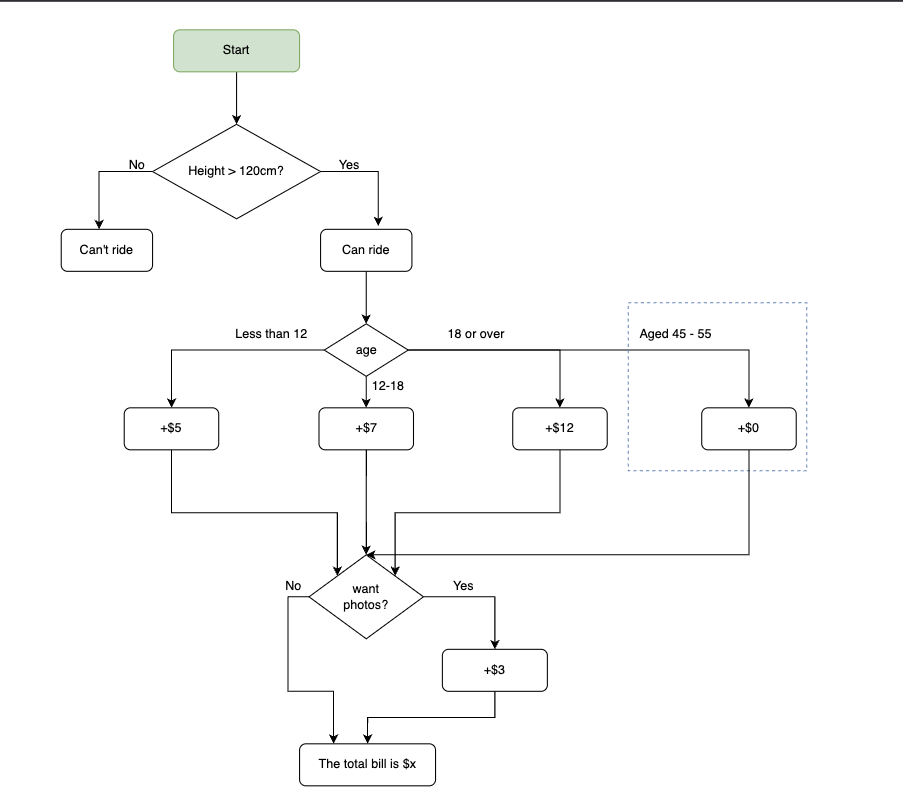 Start
Height > 120cm?
No
Yes
Can't ride
Can ride
Less than 12
age
18 or over
Aged 45 - 55
12-18
+$5
+$7
+$12
+$0
want
photos?
No
Yes
+$3
The total bill is $x